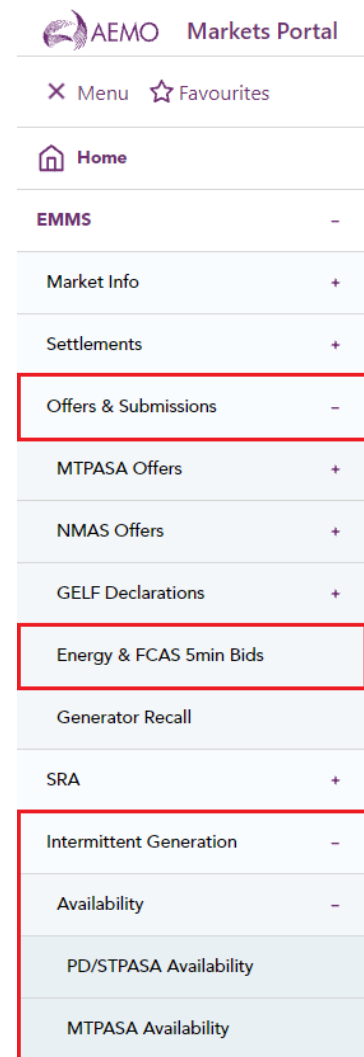 AEMO Markets Portal
Menu Favourites
Home
EMMS -
Market Info +
Settlements +
Offers & Submissions -
MTPASA Offers +
NMAS Offers +
GELF Declarations +
Energy & FCAS 5min Bids
Generator Recall
SRA +
Intermittent Generation -
Availability -
PD/STPASA Availability
MTPASA Availability